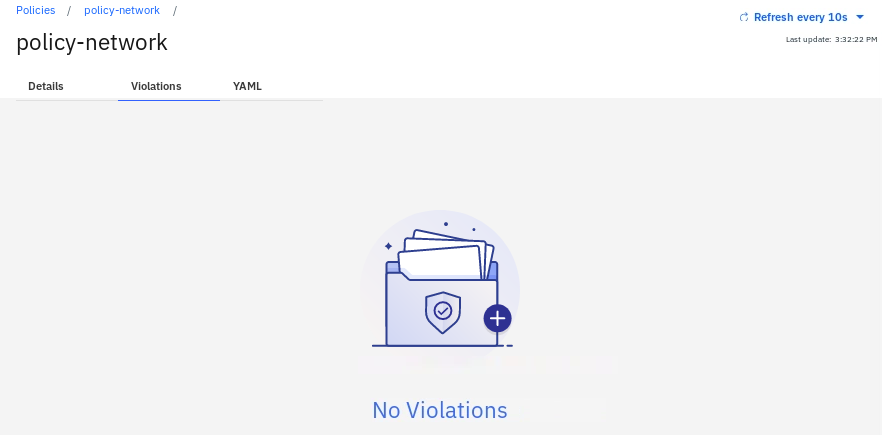 Policies / policy-network /
Refresh every 10s
policy-network
Last update: 3:32:22 PM
Details Violations YAML
No Violations